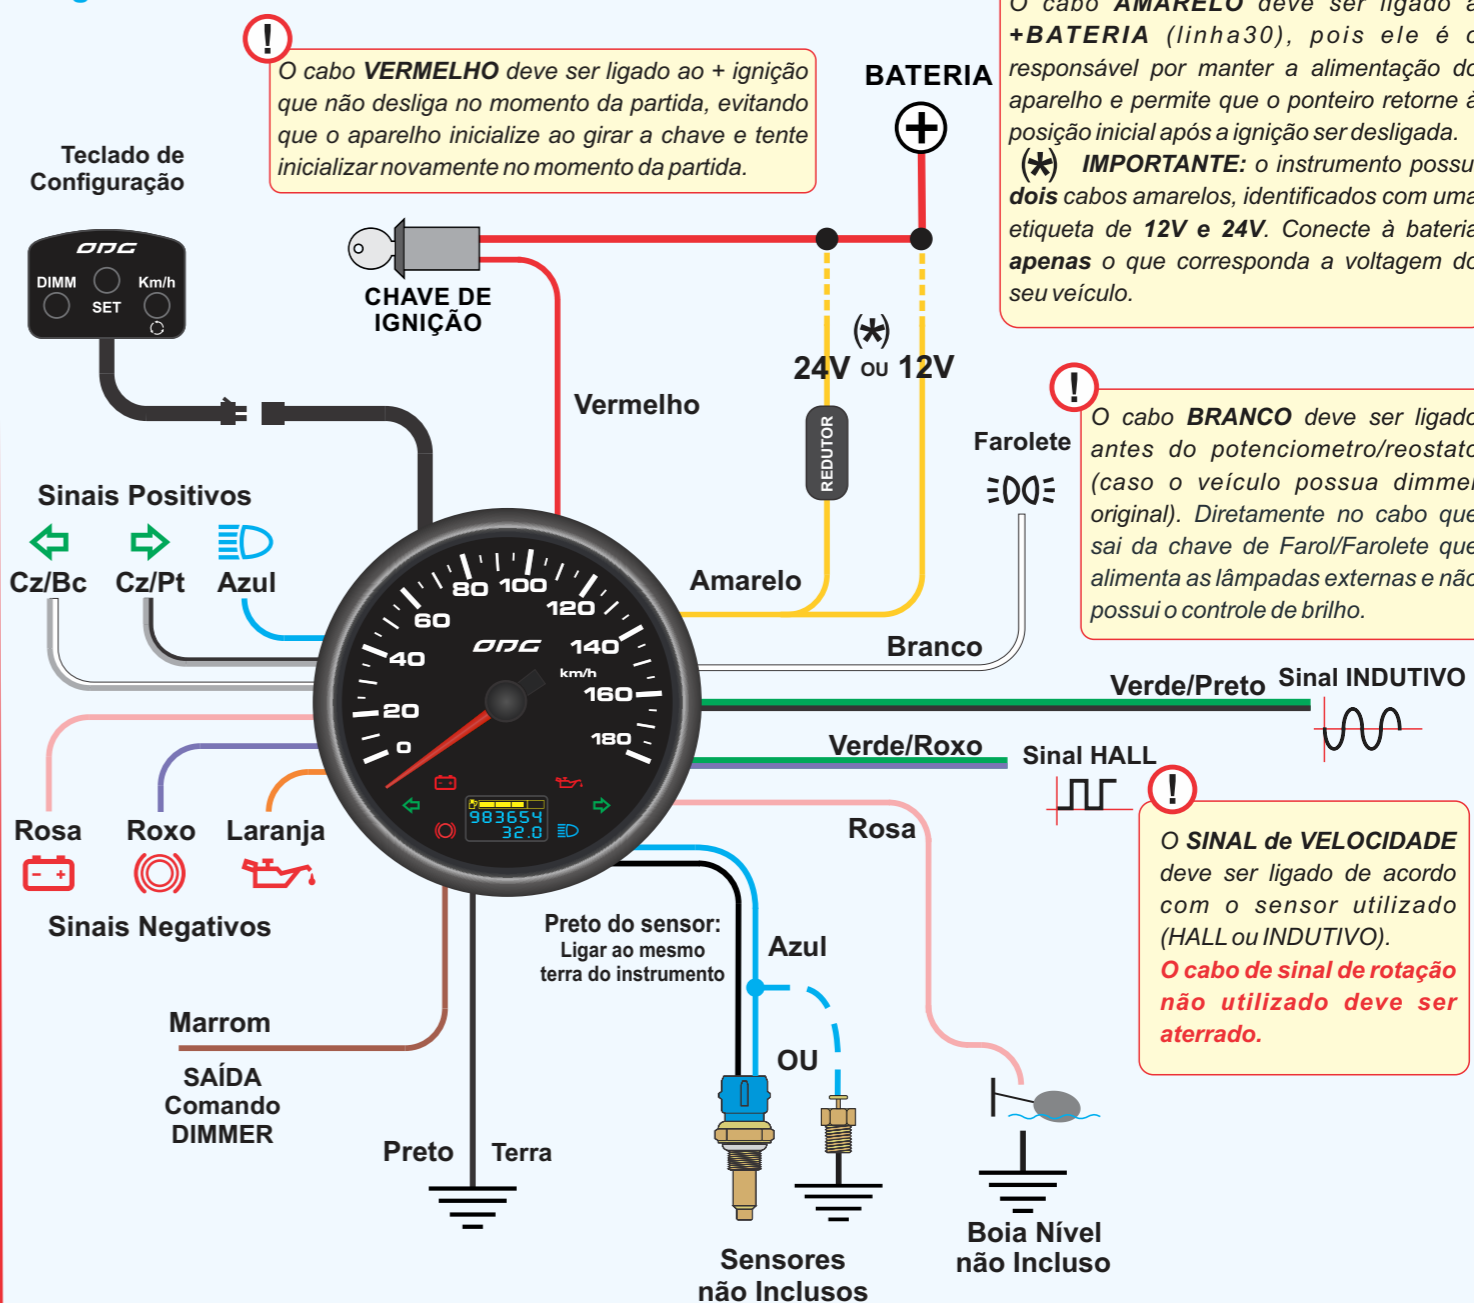 O cabo VERMELHO deve ser ligado ao + ignição
que não desliga no momento da partida, evitando
que o aparelho inicialize ao girar a chave e tente
inicializar novamente no momento da partida.
O cabo AMARELO deve ser ligado a
+BATERIA (linha30), pois ele é o
responsável por manter a alimentação do
aparelho e permite que o ponteiro retorne à
posição inicial após a ignição ser desligada.
(*) IMPORTANTE: o instrumento possui
dois cabos amarelos, identificados com uma
etiqueta de 12V e 24V. Conecte à bateria
apenas o que corresponda a voltagem do
seu veículo.
BATERIA
Teclado de
Configuração
ODG
DIMM
SET
Km/h
CHAVE DE
IGNIÇÃO
(*)
24V OU 12V
REDUTOR
Vermelho
Farolete
O cabo BRANCO deve ser ligado
antes do potenciometro/reostato
(caso o veículo possua dimmer
original). Diretamente no cabo que
sai da chave de Farol/Farolete que
alimenta as lâmpadas externas e não
possui o controle de brilho.
Sinais Positivos
Cz/Bc
Cz/Pt
Azul
Amarelo
Branco
0
20
40
60
80
100
120
140
160
180
ODG
km/h
983654
32.0
Verde/Preto
Sinal INDUTIVO
Verde/Roxo
Sinal HALL
Rosa
Rosa
Roxo
Laranja
Sinais Negativos
O SINAL de VELOCIDADE
deve ser ligado de acordo
com o sensor utilizado
(HALL ou INDUTIVO).
O cabo de sinal de rotação
não utilizado deve ser
aterrado.
Preto do sensor:
Ligar ao mesmo
terra do instrumento
Azul
OU
Marrom
SAÍDA
Comando
DIMMER
Preto
Terra
Sensores
não Inclusos
Boia Nível
não Incluso